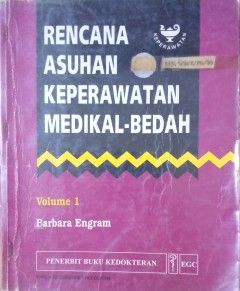 KEPERAWATAN
RENCANA
ASUHAN
KEPERAWATAN
MEDIKAL-BEDAH
Volume 1
Barbara Engram
PENERBIT BUKU KEDOKTERAN
EGC